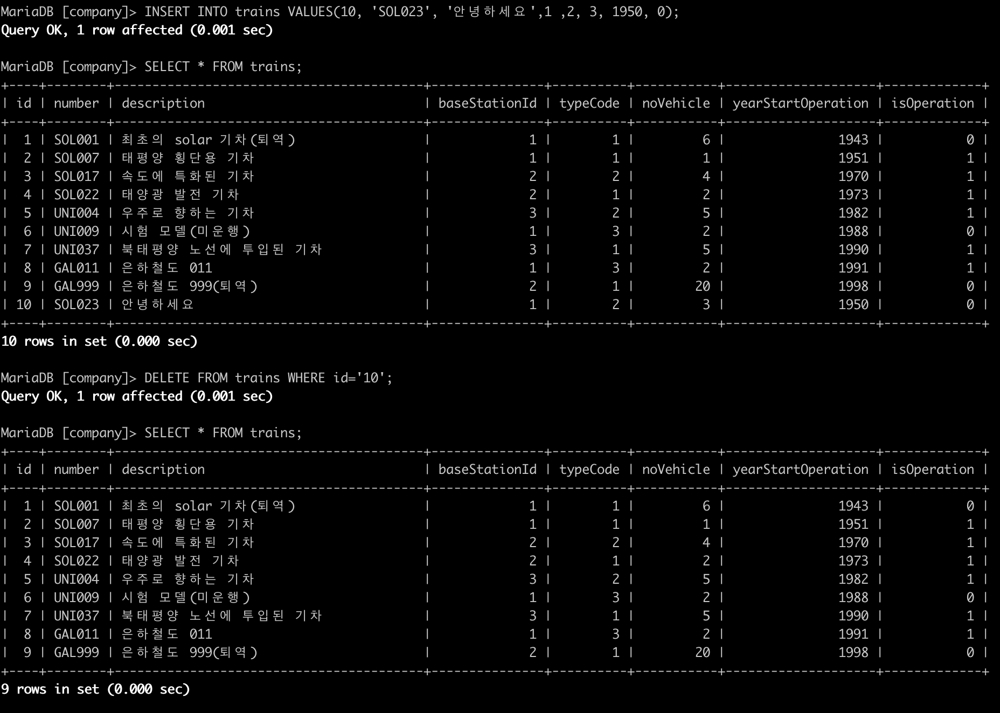 MariaDB [company]> INSERT INTO trains VALUES(10, 'SOL023', '안녕하세요',1 ,2, 3, 1950, 0);
Query OK, 1 row affected (0.001 sec)
MariaDB [company]> SELECT * FROM trains;
+----+--------+-----------------------------------------+---------------+----------+-----------+--------------------+-------------+
| id | number | description                             | baseStationId | typeCode | noVehicle | yearStartOperation | isOperation |
+----+--------+-----------------------------------------+---------------+----------+-----------+--------------------+-------------+
|  1 | SOL001 | 최초의 solar 기차(퇴역)                 |             1 |        1 |         6 |               1943 |           0 |
|  2 | SOL007 | 태평양 횡단용 기차                      |             1 |        1 |         1 |               1951 |           1 |
|  3 | SOL017 | 속도에 특화된 기차                      |             2 |        2 |         4 |               1970 |           1 |
|  4 | SOL022 | 태양광 발전 기차                        |             2 |        1 |         2 |               1973 |           1 |
|  5 | UNI004 | 우주로 향하는 기차                      |             3 |        2 |         5 |               1982 |           1 |
|  6 | UNI009 | 시험 모델(미운행)                       |             1 |        3 |         2 |               1988 |           0 |
|  7 | UNI037 | 북태평양 노선에 투입된 기차             |             3 |        1 |         5 |               1990 |           1 |
|  8 | GAL011 | 은하철도 011                            |             1 |        3 |         2 |               1991 |           1 |
|  9 | GAL999 | 은하철도 999(퇴역)                      |             2 |        1 |        20 |               1998 |           0 |
| 10 | SOL023 | 안녕하세요                              |             1 |        2 |         3 |               1950 |           0 |
+----+--------+-----------------------------------------+---------------+----------+-----------+--------------------+-------------+
10 rows in set (0.000 sec)
MariaDB [company]> DELETE FROM trains WHERE id='10';
Query OK, 1 row affected (0.001 sec)
MariaDB [company]> SELECT * FROM trains;
+----+--------+-----------------------------------------+---------------+----------+-----------+--------------------+-------------+
| id | number | description                             | baseStationId | typeCode | noVehicle | yearStartOperation | isOperation |
+----+--------+-----------------------------------------+---------------+----------+-----------+--------------------+-------------+
|  1 | SOL001 | 최초의 solar 기차(퇴역)                 |             1 |        1 |         6 |               1943 |           0 |
|  2 | SOL007 | 태평양 횡단용 기차                      |             1 |        1 |         1 |               1951 |           1 |
|  3 | SOL017 | 속도에 특화된 기차                      |             2 |        2 |         4 |               1970 |           1 |
|  4 | SOL022 | 태양광 발전 기차                        |             2 |        1 |         2 |               1973 |           1 |
|  5 | UNI004 | 우주로 향하는 기차                      |             3 |        2 |         5 |               1982 |           1 |
|  6 | UNI009 | 시험 모델(미운행)                       |             1 |        3 |         2 |               1988 |           0 |
|  7 | UNI037 | 북태평양 노선에 투입된 기차             |             3 |        1 |         5 |               1990 |           1 |
|  8 | GAL011 | 은하철도 011                            |             1 |        3 |         2 |               1991 |           1 |
|  9 | GAL999 | 은하철도 999(퇴역)                      |             2 |        1 |        20 |               1998 |           0 |
+----+--------+-----------------------------------------+---------------+----------+-----------+--------------------+-------------+
9 rows in set (0.000 sec)